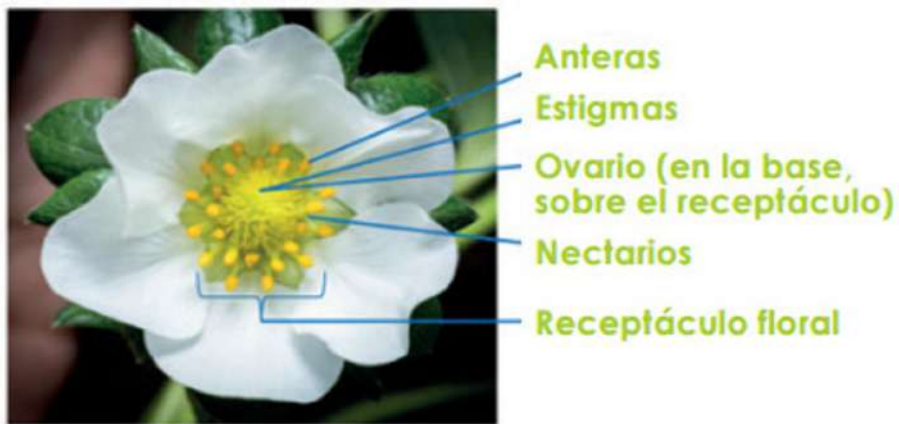 Anteras
Estigmas
Ovario (en la base,
sobre el receptáculo)
Nectarios
Receptáculo floral